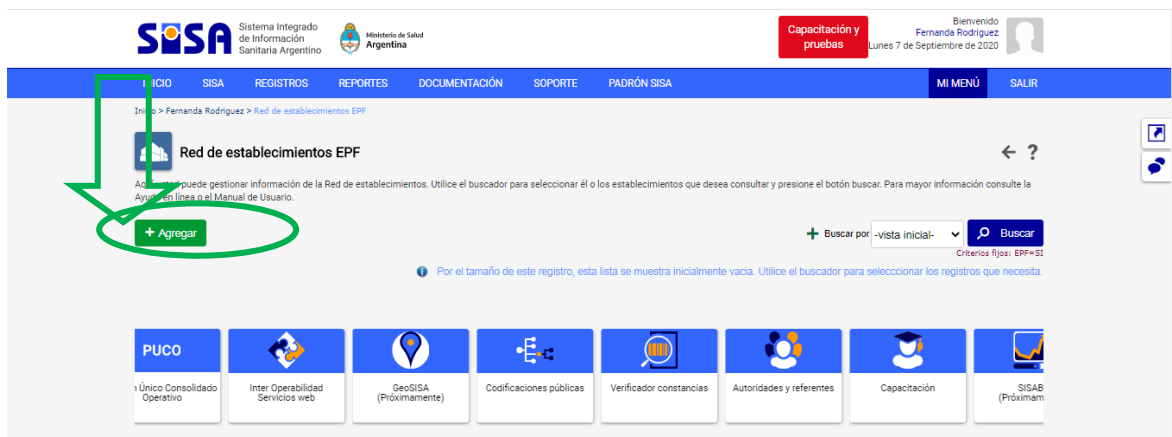 SISA
Sistema Integrado
de Información
Sanitaria Argentino
Ministerio de Salud
Argentina
Capacitación y
pruebas
Bienvenido
Fernanda Rodriguez
Lunes 7 de Septiembre de 2020
INICIO SISA REGISTROS REPORTES DOCUMENTACIÓN SOPORTE PADRÓN SISA MI MENÚ SALIR
Inicio > Fernanda Rodriguez > Red de establecimientos EPF
Red de establecimientos EPF
?
puede gestionar información de la Red de establecimientos. Utilice el buscador para seleccionar él o los establecimientos que desea consultar y presione el botón buscar. Para mayor información consulte la
Ayuda en línea o el Manual de Usuario.
+ Agregar
+ Buscar por -vista inicial- Buscar
Criterios fijos: EPF=SI
Por el tamaño de este registro, esta lista se muestra inicialmente vacia. Utilice el buscador para selecccionar los registros que necesita.
PUCO
Único Consolidado
Operativo
Inter Operabilidad
Servicios web
GeoSISA
(Próximamente)
Codificaciones públicas
Verificador constancias
Autoridades y referentes
Capacitación
SISAB
(Próximam